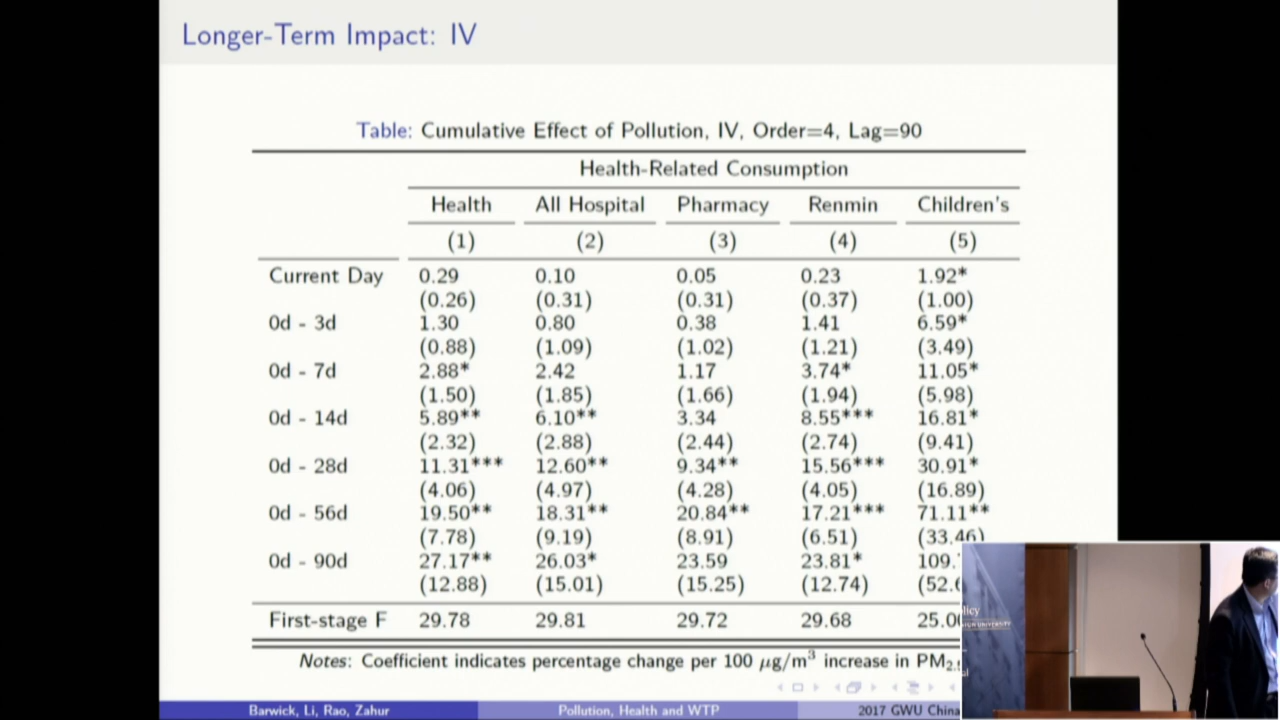 Longer-Term Impact: IV
Table: Cumulative Effect of Pollution, IV, Order=4, Lag=90
Health-Related Consumption
Health All Hospital Pharmacy Renmin Children's
(1) (2) (3) (4) (5)
Current Day 0.29 0.10 0.05 0.23 1.92*
(0.26) (0.31) (0.31) (0.37) (1.00)
0d - 3d 1.30 0.80 0.38 1.41 6.59*
(0.88) (1.09) (1.02) (1.21) (3.49)
0d - 7d 2.88* 2.42 1.17 3.74* 11.05*
(1.50) (1.85) (1.66) (1.94) (5.98)
0d - 14d 5.89** 6.10** 3.34 8.55*** 16.81*
(2.32) (2.88) (2.44) (2.74) (9.41)
0d - 28d 11.31*** 12.60** 9.34** 15.56*** 30.91*
(4.06) (4.97) (4.28) (4.05) (16.89)
0d - 56d 19.50** 18.31** 20.84** 17.21*** 71.11**
(7.78) (9.19) (8.91) (6.51) (33.46)
0d - 90d 27.17** 26.03* 23.59 23.81* 109.
(12.88) (15.01) (15.25) (12.74)
First-stage F 29.78 29.81 29.72 29.68 25.0
Notes: Coefficient indicates percentage change per 100 μg/m³ increase in PM2.
Barwick, Li, Rao, Zahur Pollution, Health and WTP 2017 GWU China